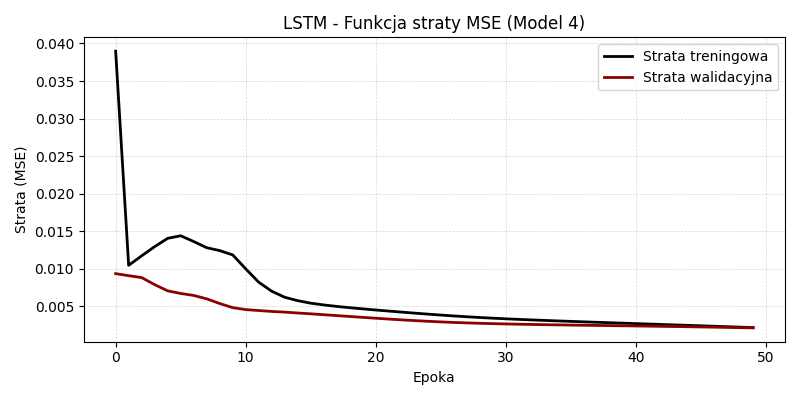 LSTM - Funkcja straty MSE (Model 4)
Strata treningowa
Strata walidacyjna
Strata (MSE)
0.040
0.035
0.030
0.025
0.020
0.015
0.010
0.005
0 10 20 30 40 50
Epoka